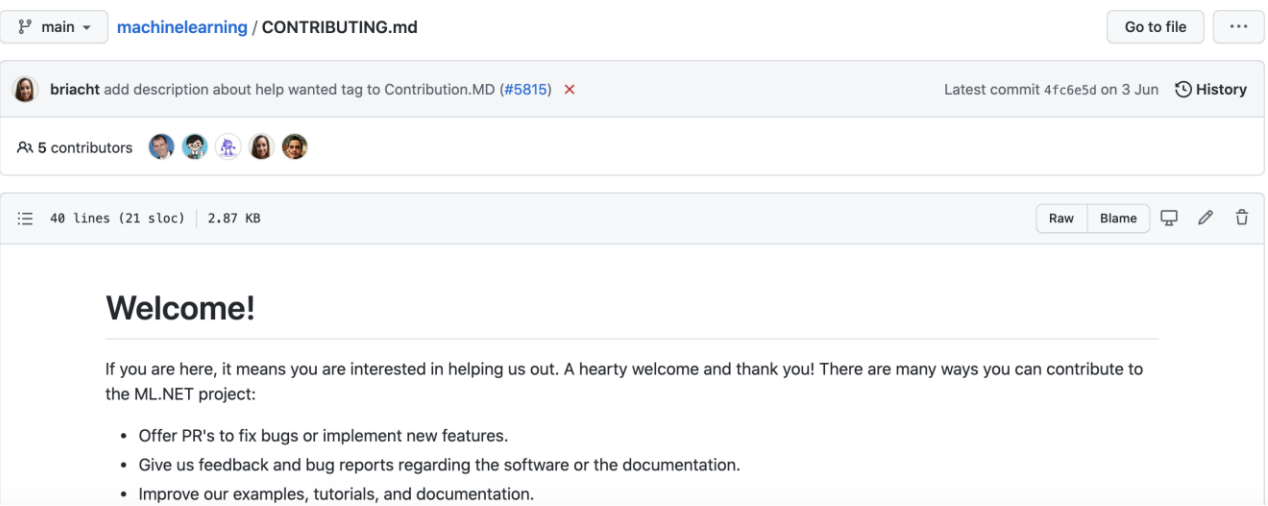 main
machinelearning / CONTRIBUTING.md
Go to file
...
briacht add description about help wanted tag to Contribution.MD (#5815)
Latest commit 4fc6e5d on 3 Jun
History
5 contributors
40 lines (21 sloc) | 2.87 KB
Raw
Blame
Welcome!
If you are here, it means you are interested in helping us out. A hearty welcome and thank you! There are many ways you can contribute to
the ML.NET project:
• Offer PR's to fix bugs or implement new features.
• Give us feedback and bug reports regarding the software or the documentation.
• Improve our examples, tutorials, and documentation.